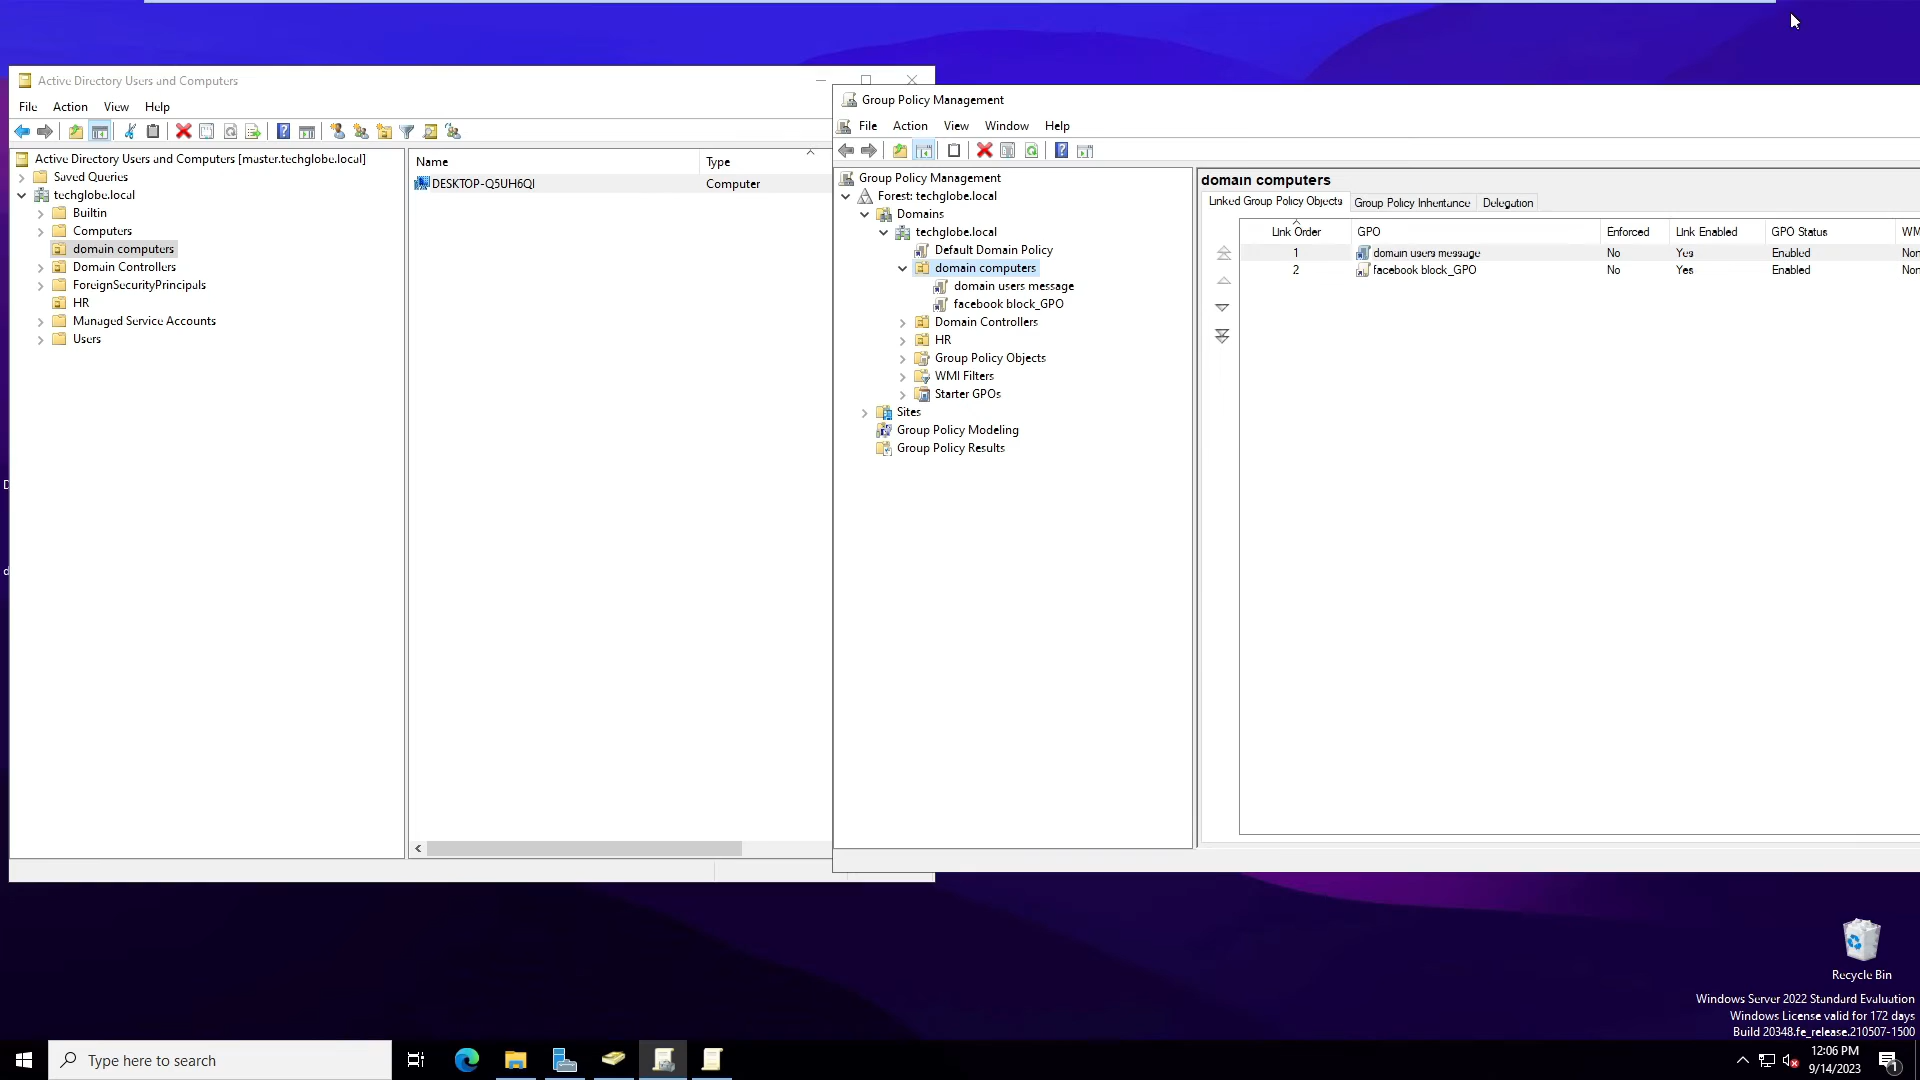 Active Directory Users and Computers
File Action View Help
Active Directory Users and Computers [master.techglobe.local]
Saved Queries
techglobe.local
Builtin
Computers
domain computers
Domain Controllers
ForeignSecurityPrincipals
HR
Managed Service Accounts
Users
Name Type
DESKTOP-Q5UH6QI Computer
Group Policy Management
File Action View Window Help
Group Policy Management
Forest: techglobe.local
Domains
techglobe.local
Default Domain Policy
domain computers
domain users message
facebook block_GPO
Domain Controllers
HR
Group Policy Objects
WMI Filters
Starter GPOs
Sites
Group Policy Modeling
Group Policy Results
domain computers
Linked Group Policy Objects Group Policy Inheritance Delegation
Link Order GPO Enforced Link Enabled GPO Status WM
1 domain users message No Yes Enabled Non
2 facebook block_GPO No Yes Enabled Non
D
d
Recycle Bin
Windows Server 2022 Standard Evaluation
Windows License valid for 172 days
Build 20348.fe_release.210507-1500
Type here to search
12:06 PM
9/14/2023
1